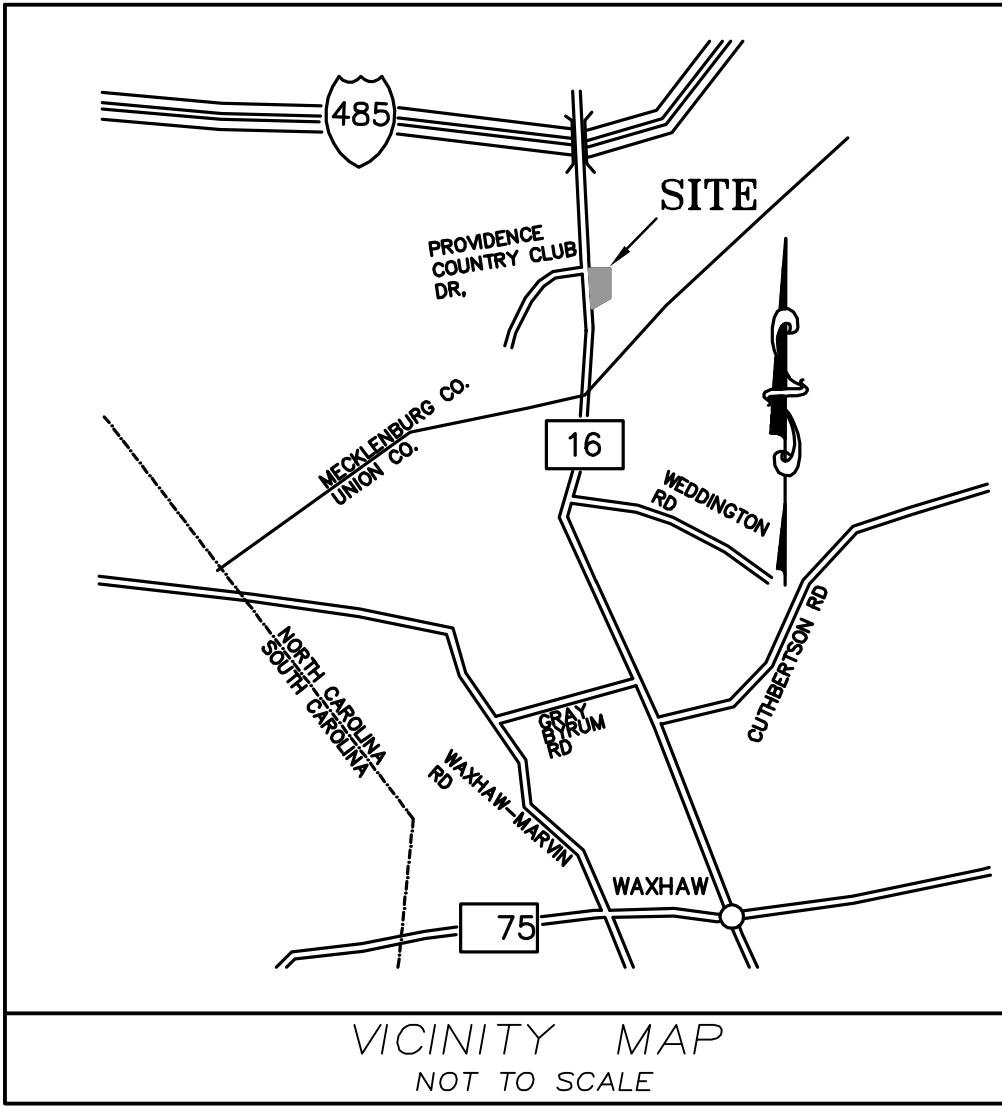 485
SITE
PROVIDENCE
COUNTRY CLUB
DR.
MECKLENBURG CO.
UNION CO.
16
WEDDINGTON
RD
CUTHBERTSON RD
NORTH CAROLINA
SOUTH CAROLINA
GRAY
BYRUM
RD
WAXHAW-MARVIN
RD
WAXHAW
75
VICINITY MAP
NOT TO SCALE